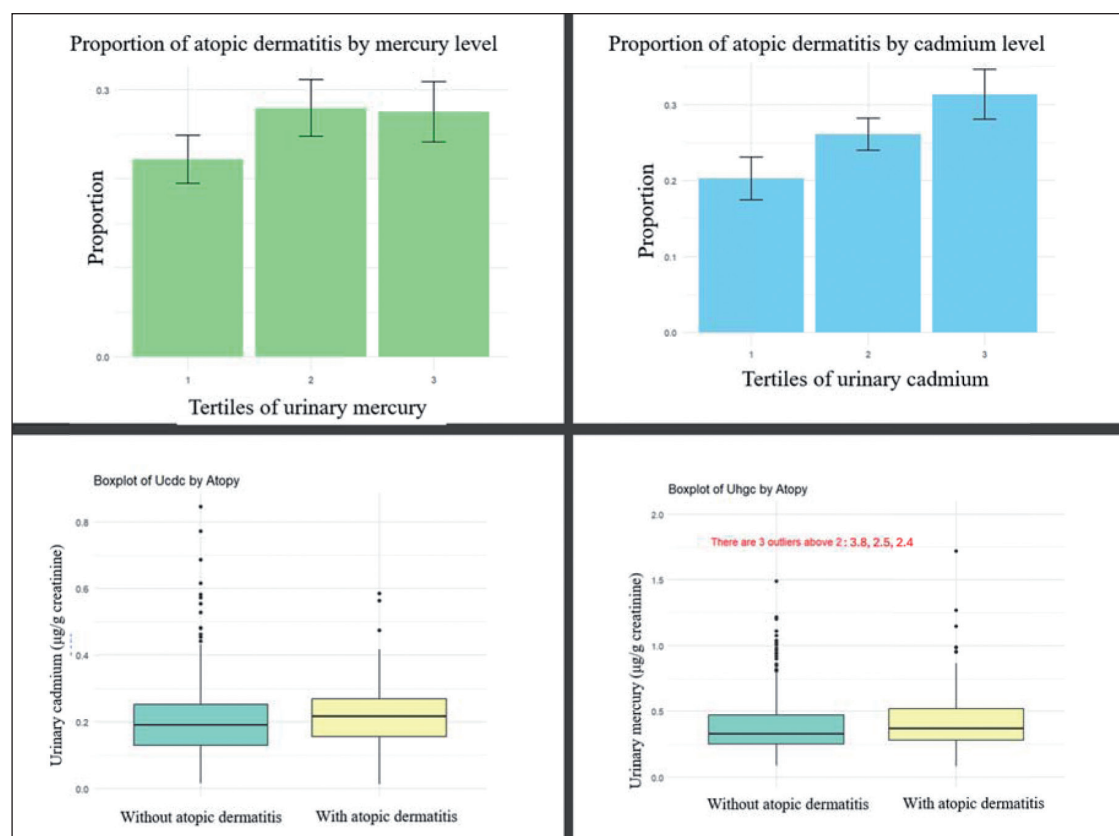 Proportion of atopic dermatitis by mercury level
0.3
0.0
Proportion
1 2 3
Tertiles of urinary mercury
Proportion of atopic dermatitis by cadmium level
0.3
0.2
0.1
0.0
Proportion
1 2 3
Tertiles of urinary cadmium
Boxplot of Ucdc by Atopy
0.8
0.6
0.4
0.2
0.0
Urinary cadmium (µg/g creatinine)
Without atopic dermatitis With atopic dermatitis
Boxplot of Uhgc by Atopy
2.0
There are 3 outliers above 2: 3.8, 2.5, 2.4
1.5
1.0
0.5
0.0
Urinary mercury (µg/g creatinine)
Without atopic dermatitis With atopic dermatitis